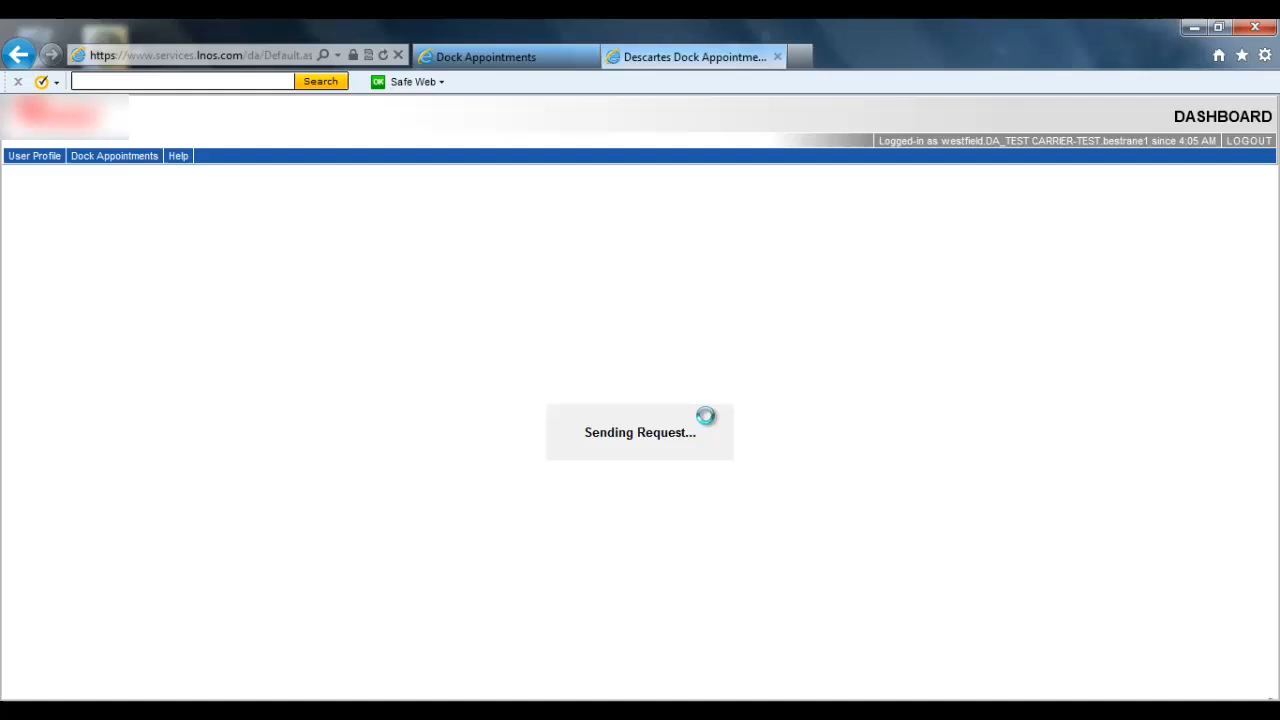 https://www.services.lnos.com/da/Default.as
Dock Appointments
Descartes Dock Appointme...
Search
OK
Safe Web
DASHBOARD
Logged-in as westfield.DA_TEST CARRIER-TEST.bestrane1 since 4:05 AM
LOGOUT
User Profile
Dock Appointments
Help
Sending Request...